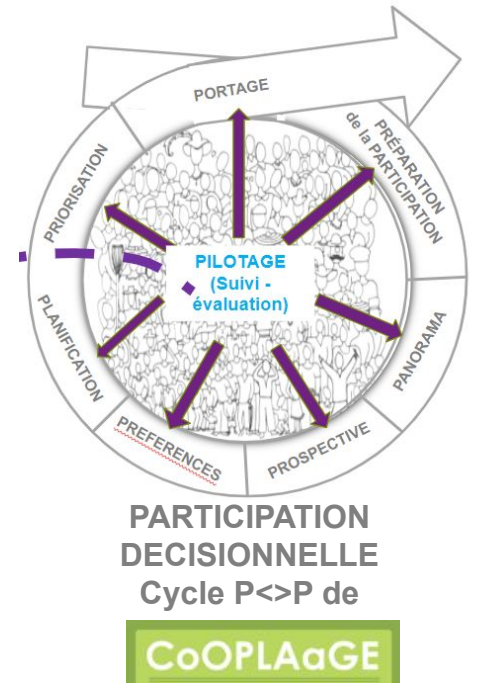 PORTAGE
PRÉPARATION
de la PARTICIPATION
PRIORISATION
PILOTAGE
(Suivi -
évaluation)
PANORAMA
PLANIFICATION
PREFERENCES
PROSPECTIVE
PARTICIPATION
DECISIONNELLE
Cycle P<>P de
CoOPLAaGE